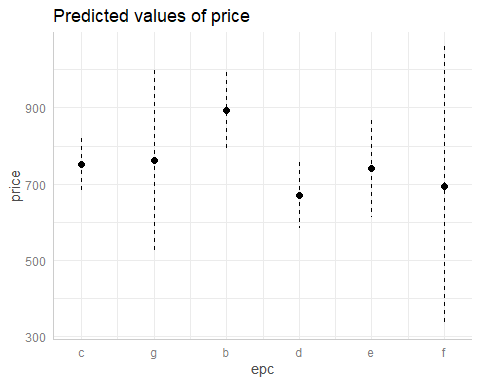 Predicted values of price
price
900
700
500
300
c g b d e f
epc